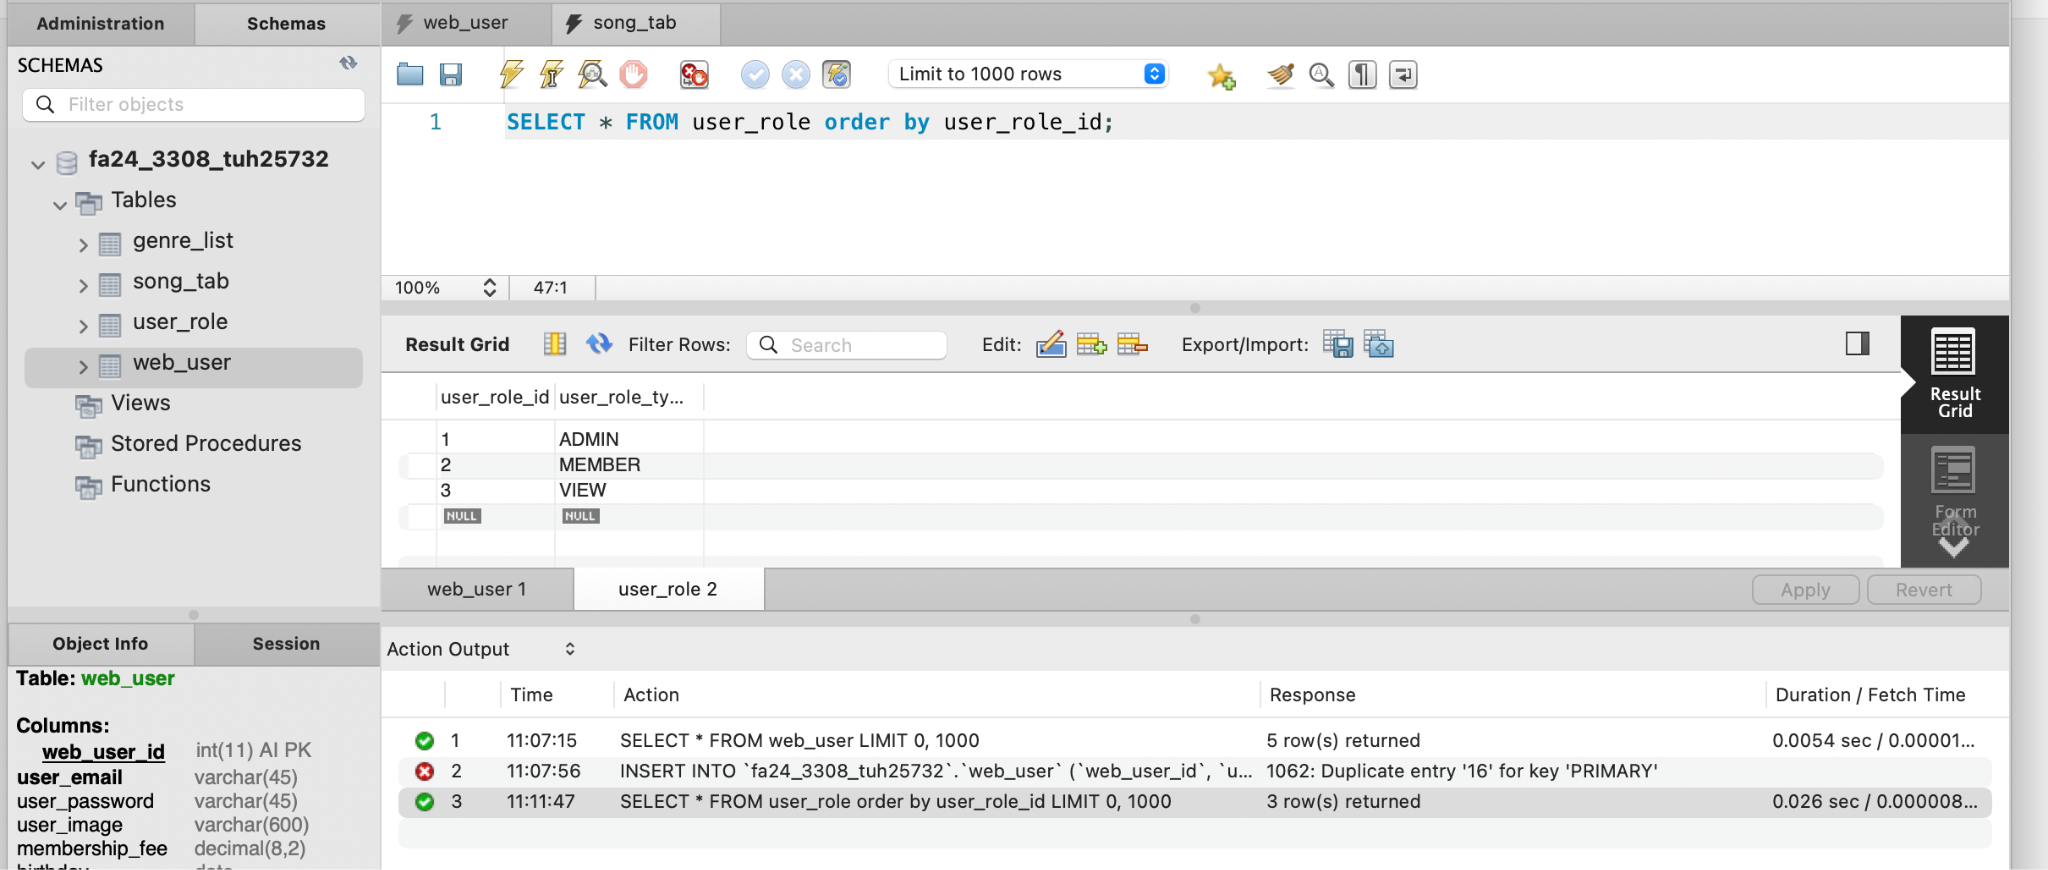 Administration
Schemas
web_user
song_tab
SCHEMAS
Filter objects
fa24_3308_tuh25732
Tables
genre_list
song_tab
user_role
web_user
Views
Stored Procedures
Functions
Limit to 1000 rows
1 SELECT * FROM user_role order by user_role_id;
100% 47:1
Result Grid Filter Rows: Search Edit: Export/Import:
user_role_id user_role_ty...
1 ADMIN
2 MEMBER
3 VIEW
NULL NULL
Result
Grid
Form
Editor
web_user 1 user_role 2 Apply Revert
Object Info Session
Table: web_user
Columns:
web_user_id int(11) AI PK
user_email varchar(45)
user_password varchar(45)
user_image varchar(600)
membership_fee decimal(8,2)
birthday date
Action Output
Time Action Response Duration / Fetch Time
1 11:07:15 SELECT * FROM web_user LIMIT 0, 1000 5 row(s) returned 0.0054 sec / 0.00001...
2 11:07:56 INSERT INTO `fa24_3308_tuh25732`.`web_user` (`web_user_id`, `u... 1062: Duplicate entry '16' for key 'PRIMARY'
3 11:11:47 SELECT * FROM user_role order by user_role_id LIMIT 0, 1000 3 row(s) returned 0.026 sec / 0.000008...